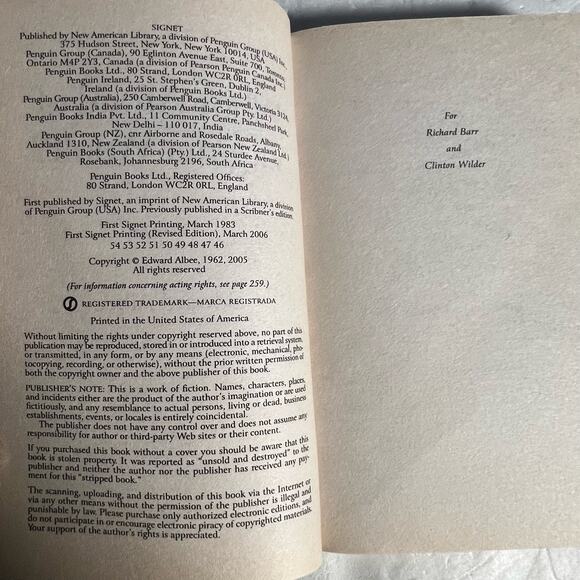 SIGNET
Published by New American Library, a division of Penguin Group (USA) Inc.,
375 Hudson Street, New York, New York 10014, USA
Penguin Group (Canada), 90 Eglinton Avenue East, Suite 700, Toronto,
Ontario M4P 2Y3, Canada (a division of Pearson Penguin Canada Inc.)
Penguin Books Ltd., 80 Strand, London WC2R 0RL, England
Penguin Ireland, 25 St. Stephen's Green, Dublin 2,
Ireland (a division of Penguin Books Ltd.)
Penguin Group (Australia), 250 Camberwell Road, Camberwell, Victoria 3124,
Australia (a division of Pearson Australia Group Pty. Ltd.)
Penguin Books India Pvt. Ltd., 11 Community Centre, Panchsheel Park,
New Delhi – 110 017, India
Penguin Group (NZ), cnr Airborne and Rosedale Roads, Albany,
Auckland 1310, New Zealand (a division of Pearson New Zealand Ltd.)
Penguin Books (South Africa) (Pty.) Ltd., 24 Sturdee Avenue,
Rosebank, Johannesburg 2196, South Africa
Penguin Books Ltd., Registered Offices:
80 Strand, London WC2R 0RL, England
First published by Signet, an imprint of New American Library, a division
of Penguin Group (USA) Inc. Previously published in a Scribner's edition.
First Signet Printing, March 1983
First Signet Printing (Revised Edition), March 2006
54 53 52 51 50 49 48 47 46
Copyright © Edward Albee, 1962, 2005
All rights reserved
(For information concerning acting rights, see page 259.)
REGISTERED TRADEMARK—MARCA REGISTRADA
Printed in the United States of America
Without limiting the rights under copyright reserved above, no part of this
publication may be reproduced, stored in or introduced into a retrieval system,
or transmitted, in any form, or by any means (electronic, mechanical, pho-
tocopying, recording, or otherwise), without the prior written permission of
both the copyright owner and the above publisher of this book.
PUBLISHER'S NOTE: This is a work of fiction. Names, characters, places,
and incidents either are the product of the author's imagination or are used
fictitiously, and any resemblance to actual persons, living or dead, business
establishments, events, or locales is entirely coincidental.
The publisher does not have any control over and does not assume any
responsibility for author or third-party Web sites or their content.
If you purchased this book without a cover you should be aware that this
book is stolen property. It was reported as "unsold and destroyed" to the
publisher and neither the author nor the publisher has received any pay-
ment for this "stripped book."
The scanning, uploading, and distribution of this book via the Internet or
via any other means without the permission of the publisher is illegal and
punishable by law. Please purchase only authorized electronic editions, and
do not participate in or encourage electronic piracy of copyrighted materials.
Your support of the author's rights is appreciated.
For
Richard Barr
and
Clinton Wilder